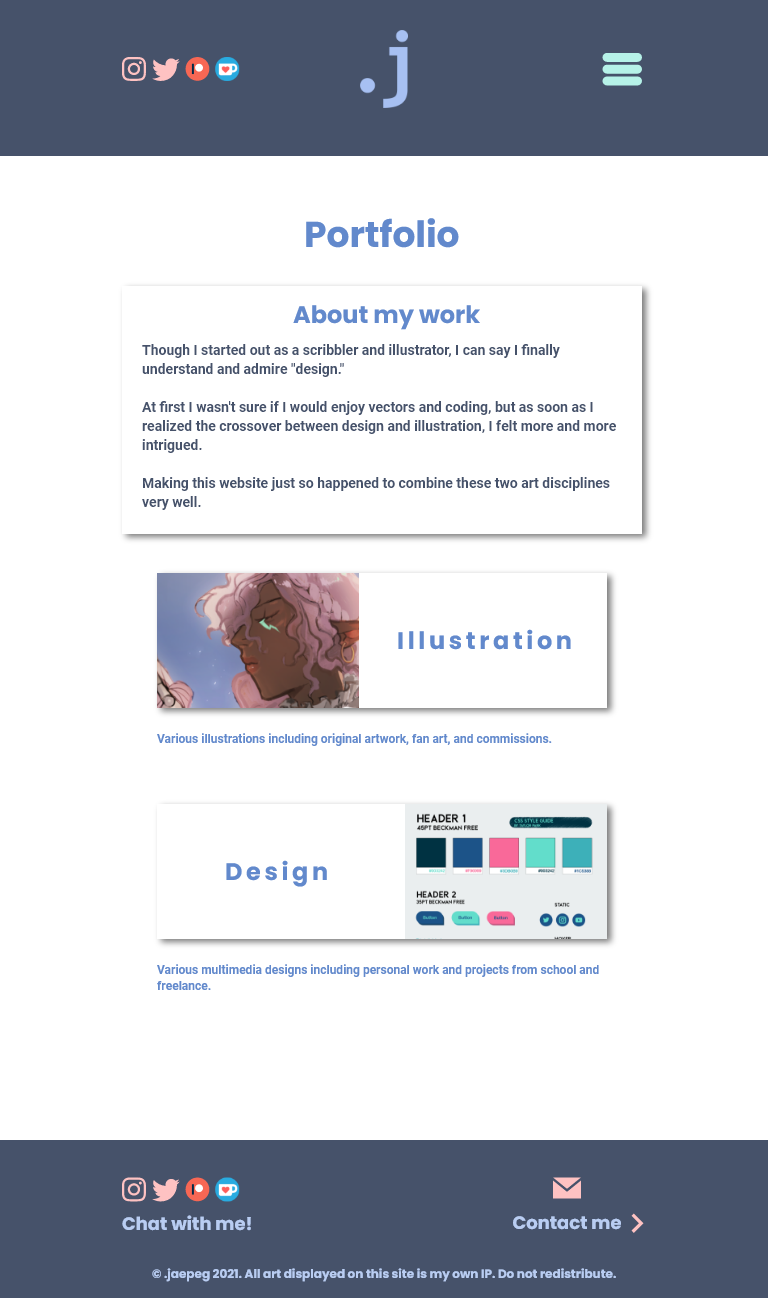 .j
Portfolio
About my work
Though I started out as a scribbler and illustrator, I can say I finally
understand and admire "design."
At first I wasn't sure if I would enjoy vectors and coding, but as soon as I
realized the crossover between design and illustration, I felt more and more
intrigued.
Making this website just so happened to combine these two art disciplines
very well.
Illustration
Various illustrations including original artwork, fan art, and commissions.
Design
HEADER 1
45PT BECKMAN FREE
CSS STYLE GUIDE
HEADER 2
35PT BECKMAN FREE
Button
Button
Button
STATIC
Various multimedia designs including personal work and projects from school and
freelance.
Chat with me!
Contact me
© .jaepeg 2021. All art displayed on this site is my own IP. Do not redistribute.